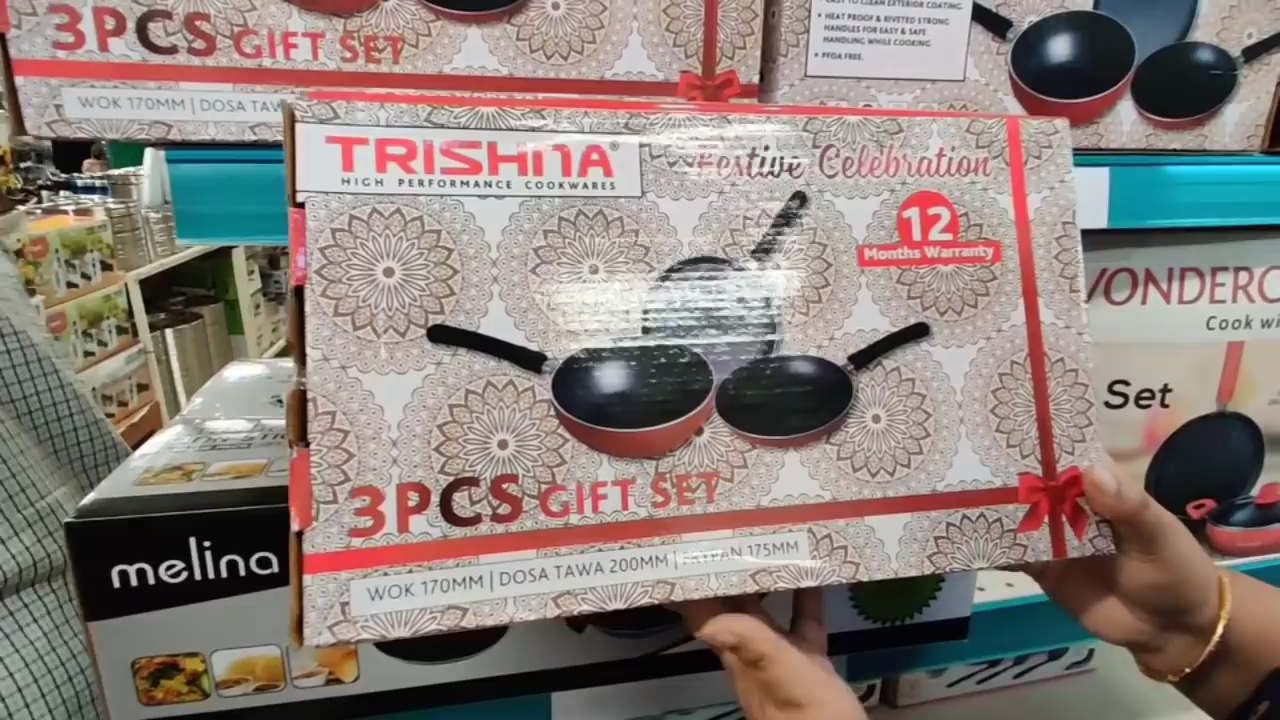 3PCS GIFT SET
WOK 170MM | DOSA TAW
EASY TO CLEAN EXTERIOR COATING
• HEAT PROOF & RIVETED STRONG
HANDLES FOR EASY & SAFE
HANDLING WHILE COOKING.
• PFOA FREE.
TRISHNA®
HIGH PERFORMANCE COOKWARES
Festive Celebration
12
Months Warranty
3PCS GIFT SET
WOK 170MM | DOSA TAWA 200MM | FRYPAN 175MM
melina
WONDERC
Cook wi
Set